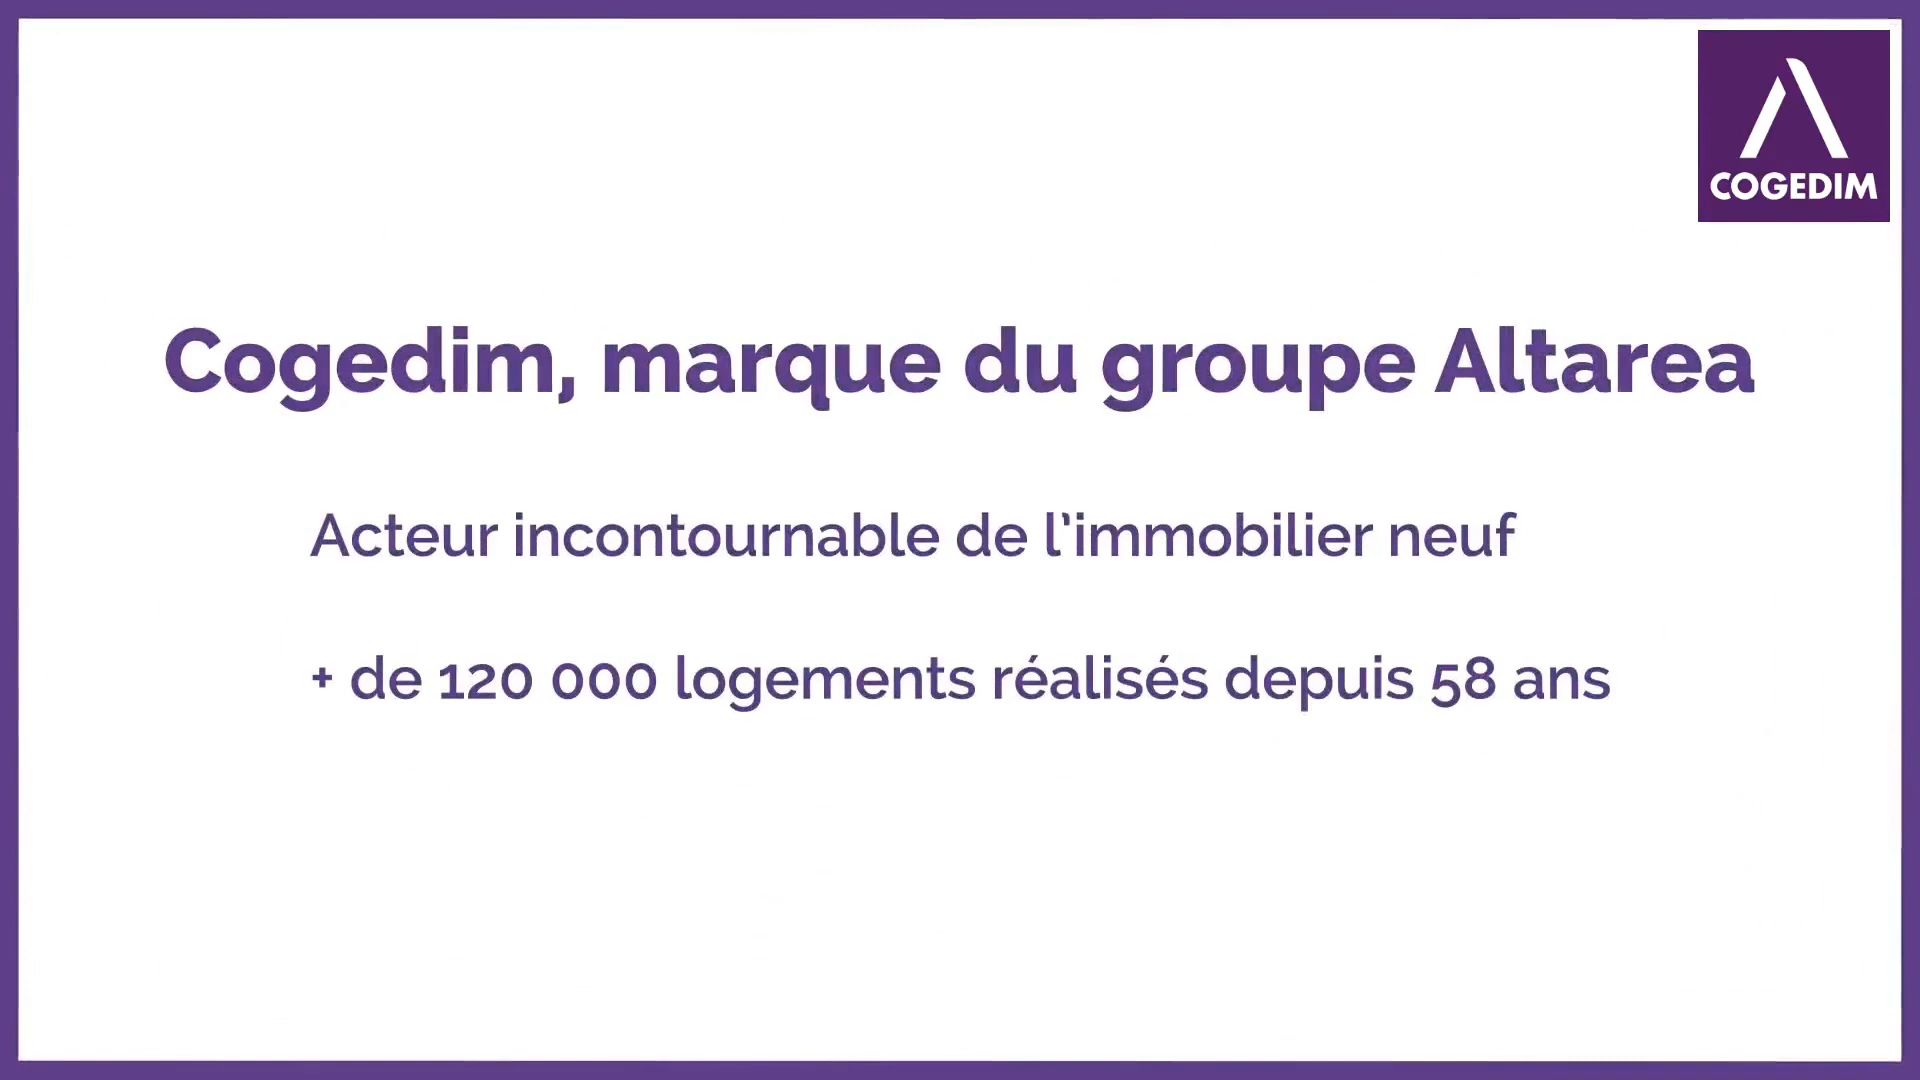 COGEDIM
Cogedim, marque du groupe Altarea
Acteur incontournable de l'immobilier neuf
+ de 120 000 logements réalisés depuis 58 ans